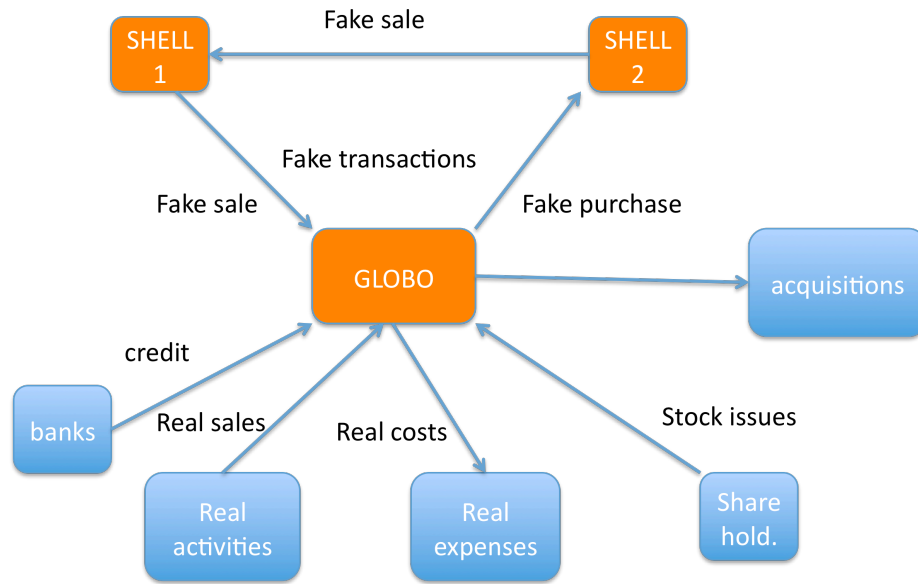 Fake sale
SHELL
1
SHELL
2
Fake transactions
Fake sale
Fake purchase
GLOBO
acquisitions
credit
banks
Real sales
Real costs
Stock issues
Real
activities
Real
expenses
Share
hold.